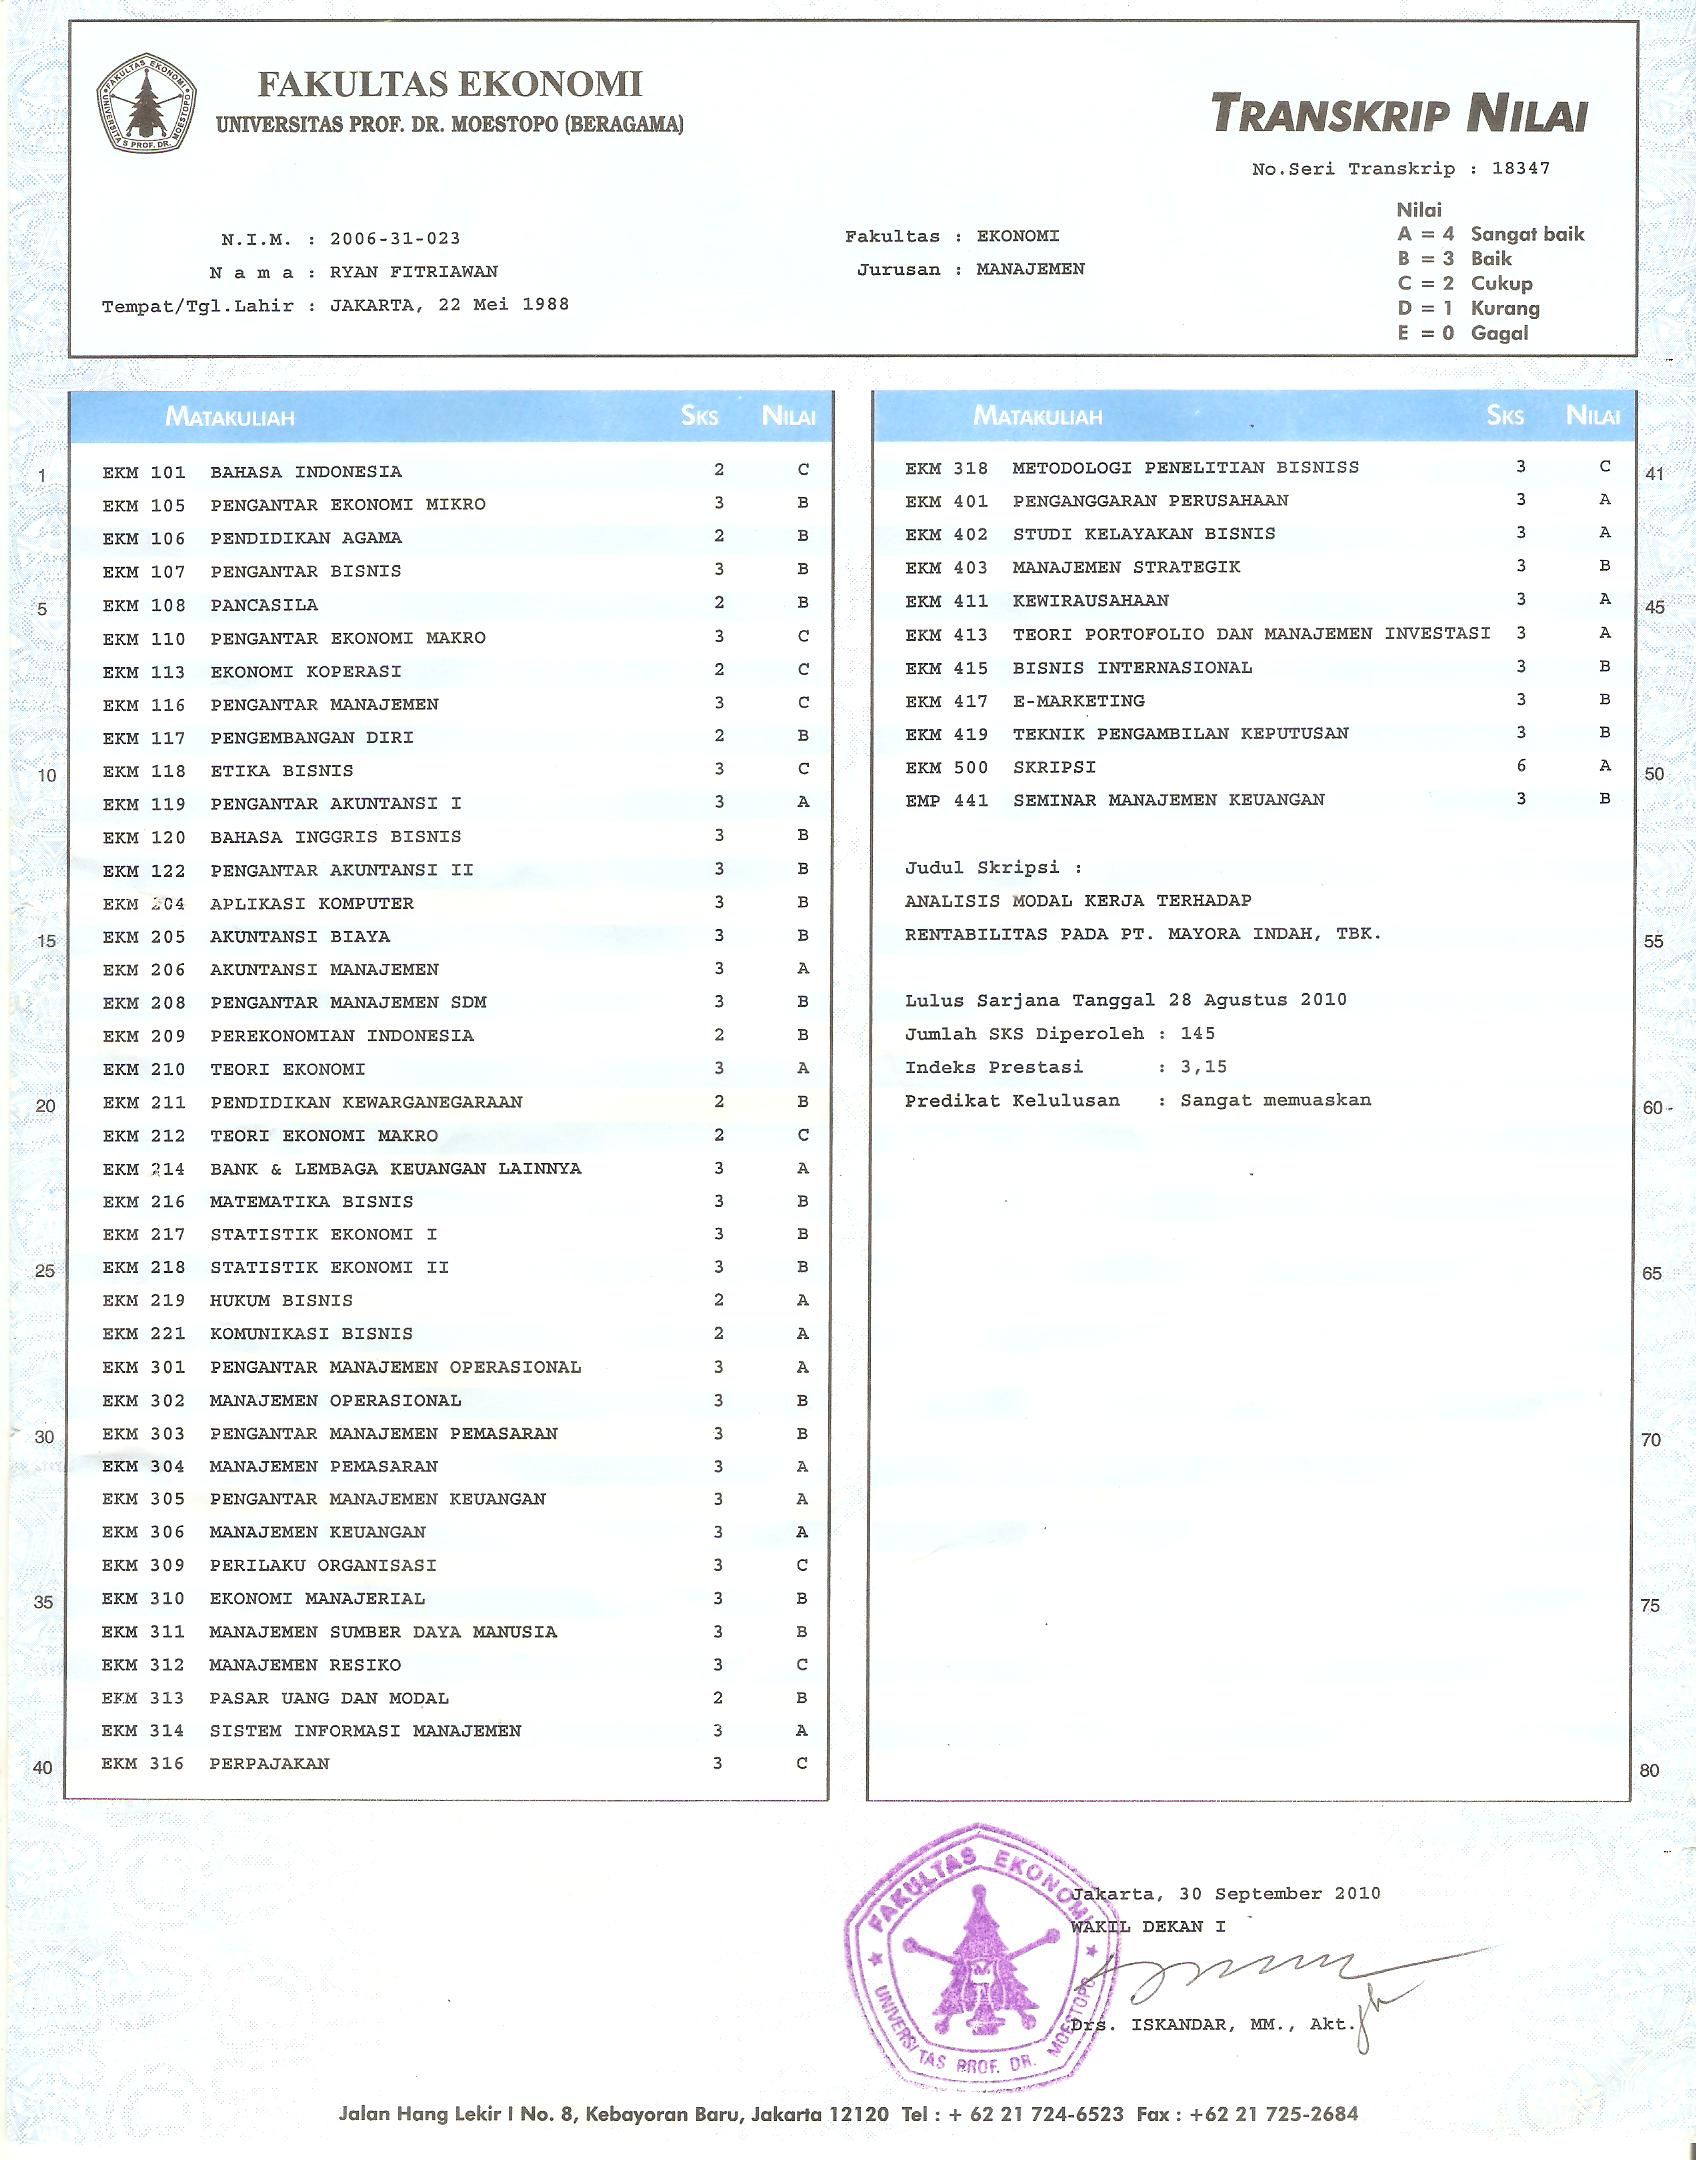 FAKULTAS EKONOMI
UNIVERSITAS PROF. DR. MOESTOPO (BERAGAMA)
FAKULTAS EKONOMI
UNIVERSITAS PROF. DR. MOESTOPO
TRANSKRIP NILAI
No.Seri Transkrip : 18347
N.I.M. : 2006-31-023
N a m a : RYAN FITRIAWAN
Tempat/Tgl.Lahir : JAKARTA, 22 Mei 1988
Fakultas : EKONOMI
Jurusan : MANAJEMEN
Nilai
A = 4 Sangat baik
B = 3 Baik
C = 2 Cukup
D = 1 Kurang
E = 0 Gagal
MATAKULIAH SKS NILAI
1 EKM 101 BAHASA INDONESIA 2 C
EKM 105 PENGANTAR EKONOMI MIKRO 3 B
EKM 106 PENDIDIKAN AGAMA 2 B
EKM 107 PENGANTAR BISNIS 3 B
5 EKM 108 PANCASILA 2 B
EKM 110 PENGANTAR EKONOMI MAKRO 3 C
EKM 113 EKONOMI KOPERASI 2 C
EKM 116 PENGANTAR MANAJEMEN 3 C
EKM 117 PENGEMBANGAN DIRI 2 B
10 EKM 118 ETIKA BISNIS 3 C
EKM 119 PENGANTAR AKUNTANSI I 3 A
EKM 120 BAHASA INGGRIS BISNIS 3 B
EKM 122 PENGANTAR AKUNTANSI II 3 B
EKM 204 APLIKASI KOMPUTER 3 B
15 EKM 205 AKUNTANSI BIAYA 3 B
EKM 206 AKUNTANSI MANAJEMEN 3 A
EKM 208 PENGANTAR MANAJEMEN SDM 3 B
EKM 209 PEREKONOMIAN INDONESIA 2 B
EKM 210 TEORI EKONOMI 3 A
20 EKM 211 PENDIDIKAN KEWARGANEGARAAN 2 B
EKM 212 TEORI EKONOMI MAKRO 2 C
EKM 214 BANK & LEMBAGA KEUANGAN LAINNYA 3 A
EKM 216 MATEMATIKA BISNIS 3 B
EKM 217 STATISTIK EKONOMI I 3 B
25 EKM 218 STATISTIK EKONOMI II 3 B
EKM 219 HUKUM BISNIS 2 A
EKM 221 KOMUNIKASI BISNIS 2 A
EKM 301 PENGANTAR MANAJEMEN OPERASIONAL 3 A
EKM 302 MANAJEMEN OPERASIONAL 3 B
30 EKM 303 PENGANTAR MANAJEMEN PEMASARAN 3 B
EKM 304 MANAJEMEN PEMASARAN 3 A
EKM 305 PENGANTAR MANAJEMEN KEUANGAN 3 A
EKM 306 MANAJEMEN KEUANGAN 3 A
EKM 309 PERILAKU ORGANISASI 3 C
35 EKM 310 EKONOMI MANAJERIAL 3 B
EKM 311 MANAJEMEN SUMBER DAYA MANUSIA 3 B
EKM 312 MANAJEMEN RESIKO 3 C
EKM 313 PASAR UANG DAN MODAL 2 B
EKM 314 SISTEM INFORMASI MANAJEMEN 3 A
40 EKM 316 PERPAJAKAN 3 C
MATAKULIAH SKS NILAI
EKM 318 METODOLOGI PENELITIAN BISNISS 3 C 41
EKM 401 PENGANGGARAN PERUSAHAAN 3 A
EKM 402 STUDI KELAYAKAN BISNIS 3 A
EKM 403 MANAJEMEN STRATEGIK 3 B
EKM 411 KEWIRAUSAHAAN 3 A 45
EKM 413 TEORI PORTOFOLIO DAN MANAJEMEN INVESTASI 3 A
EKM 415 BISNIS INTERNASIONAL 3 B
EKM 417 E-MARKETING 3 B
EKM 419 TEKNIK PENGAMBILAN KEPUTUSAN 3 B
EKM 500 SKRIPSI 6 A 50
EMP 441 SEMINAR MANAJEMEN KEUANGAN 3 B
Judul Skripsi :
ANALISIS MODAL KERJA TERHADAP
RENTABILITAS PADA PT. MAYORA INDAH, TBK. 55
Lulus Sarjana Tanggal 28 Agustus 2010
Jumlah SKS Diperoleh : 145
Indeks Prestasi : 3,15
Predikat Kelulusan : Sangat memuaskan 60
65
70
75
80
FAKULTAS EKONOMI
UNIVERSITAS PROF. DR. MOESTOPO
Jakarta, 30 September 2010
WAKIL DEKAN I
Drs. ISKANDAR, MM., Akt.
Jalan Hang Lekir I No. 8, Kebayoran Baru, Jakarta 12120 Tel : + 62 21 724-6523 Fax : +62 21 725-2684